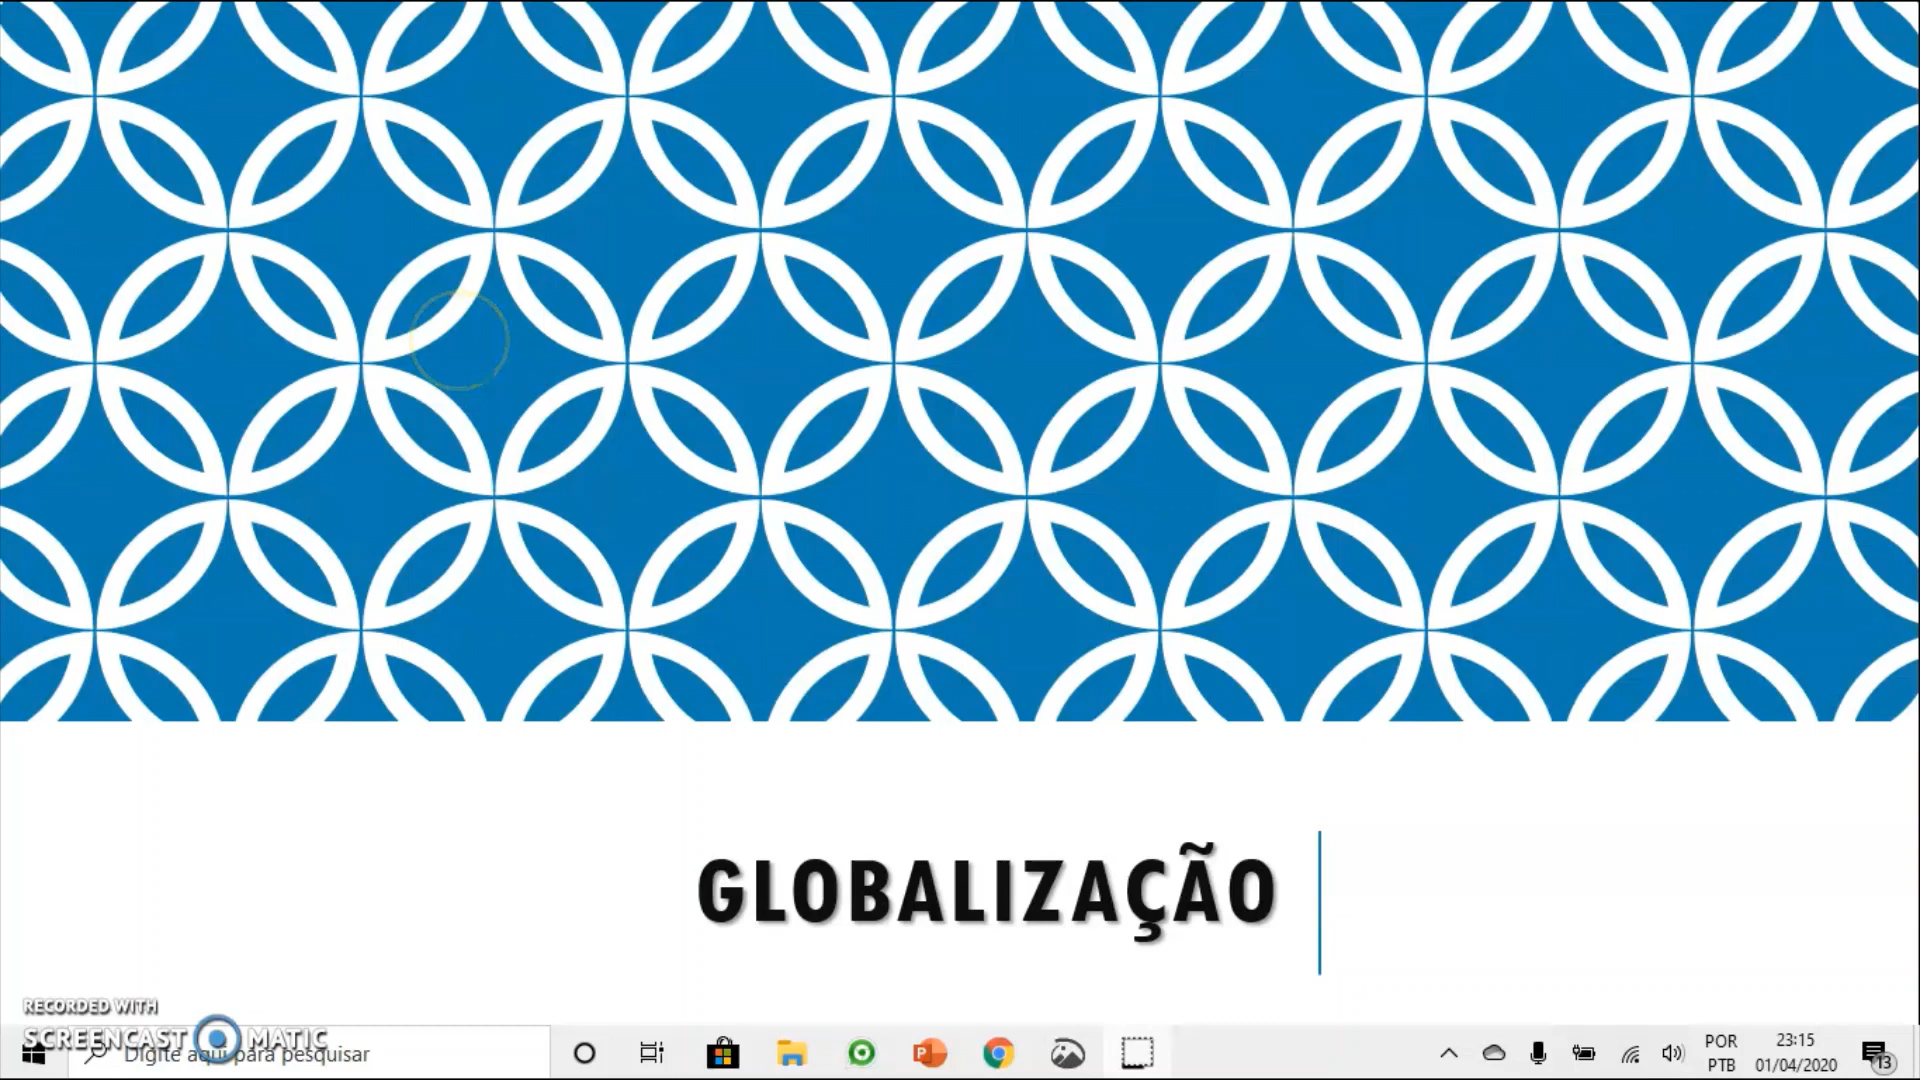 GLOBALIZAÇÃO
RECORDED WITH
SCREENCAST MATIC
Digite aqui para pesquisar
POR
PTB
23:15
01/04/2020
13